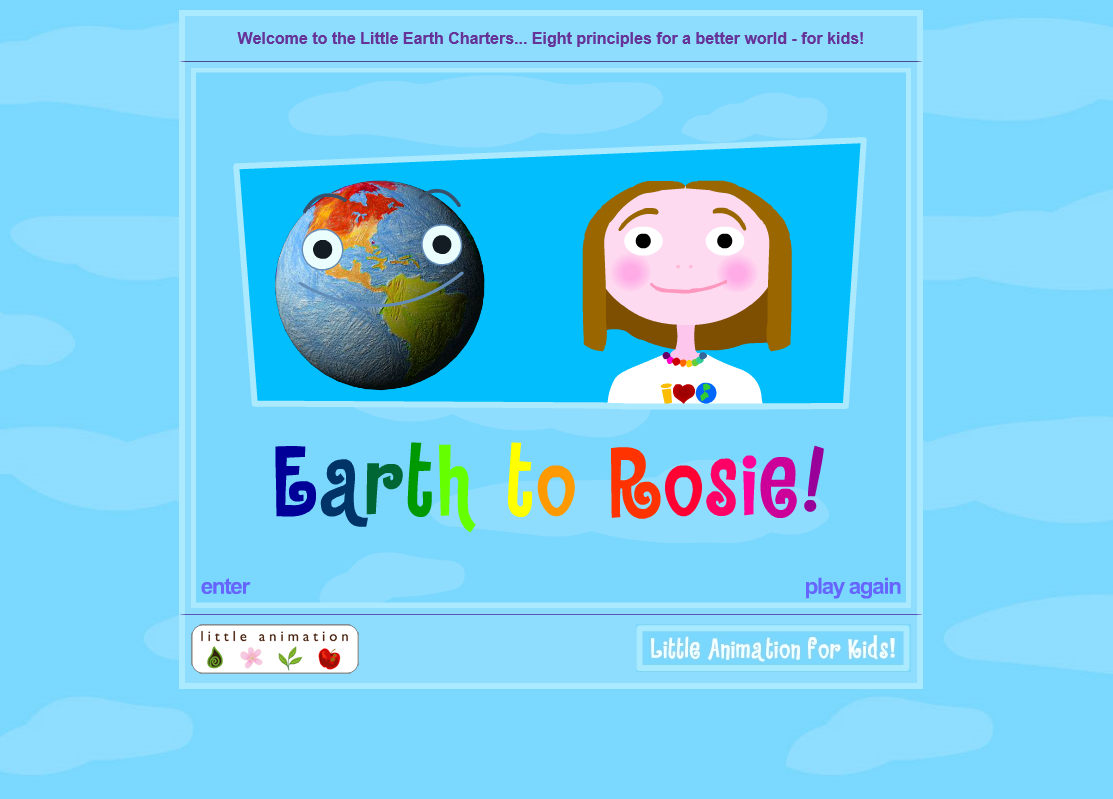 Welcome to the Little Earth Charters... Eight principles for a better world - for kids!
Earth to Rosie!
enter
play again
little animation
Little Animation for Kids!